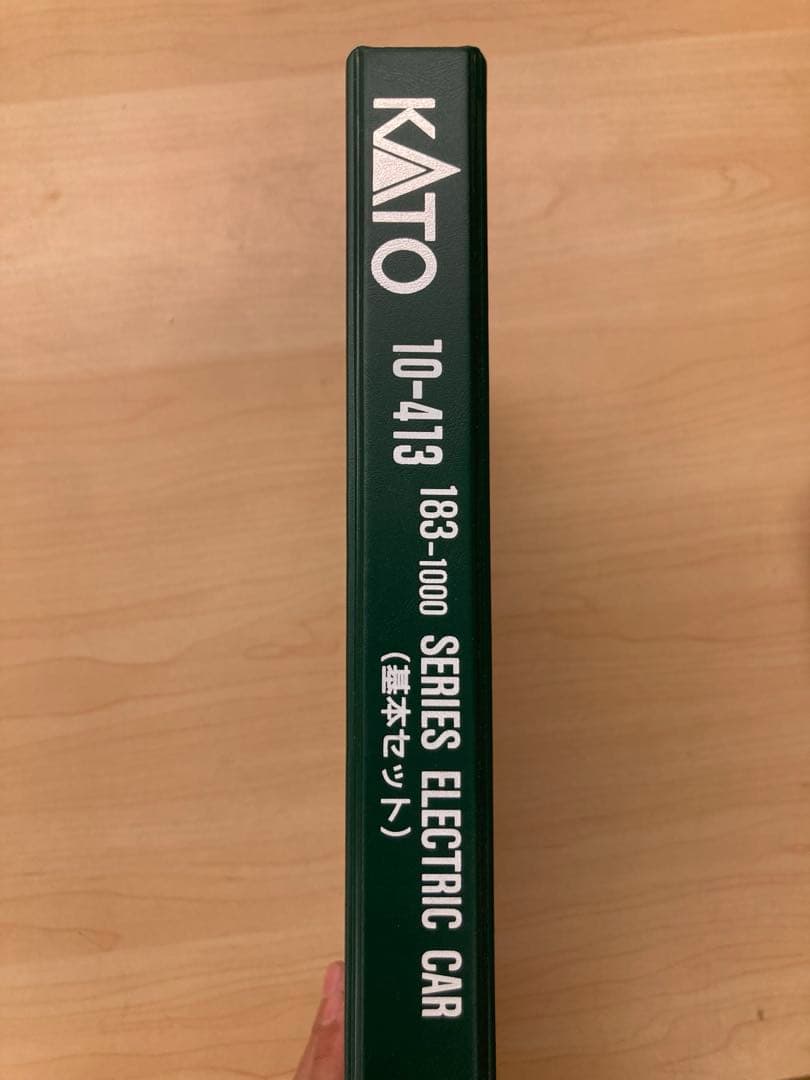 KATO
10-413
183-1000 SERIES ELECTRIC CAR
(基本セット)